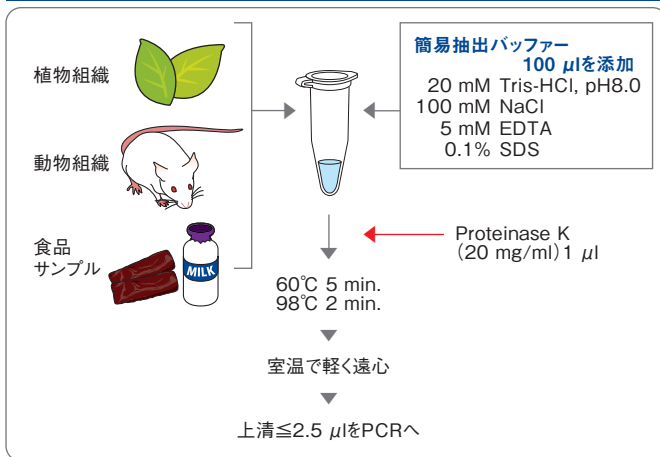 植物組織
動物組織
食品
サンプル
MILK
簡易抽出バッファー
100 μlを添加
20 mM Tris-HCl, pH8.0
100 mM NaCl
5 mM EDTA
0.1% SDS
Proteinase K
(20 mg/ml)1 μl
60℃ 5 min.
98℃ 2 min.
室温で軽く遠心
上清≦2.5 μlをPCRへ